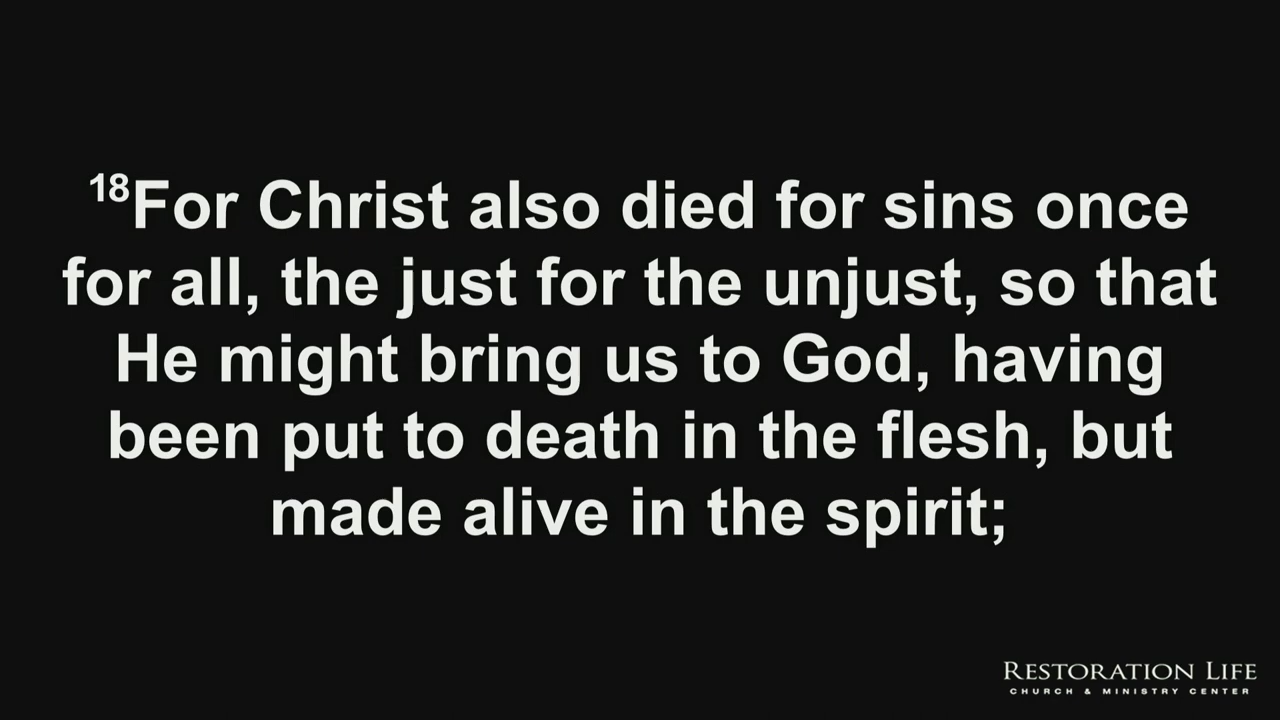 18For Christ also died for sins once
for all, the just for the unjust, so that
He might bring us to God, having
been put to death in the flesh, but
made alive in the spirit;
RESTORATION LIFE
CHURCH & MINISTRY CENTER